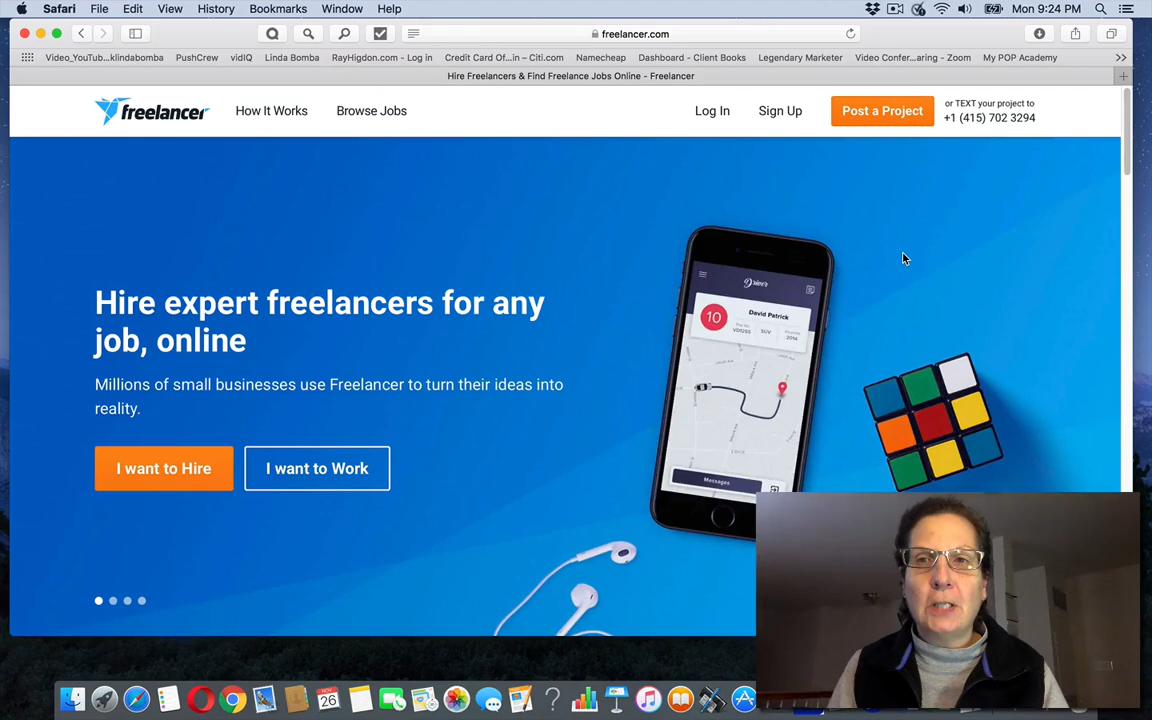 Safari File Edit View History Bookmarks Window Help Mon 9:24 PM
freelancer.com
Video_YouTub...klindabomba PushCrew vidIQ Linda Bomba RayHigdon.com - Log in Credit Card Of...in – Citi.com Namecheap Dashboard - Client Books Legendary Marketer Video Confer...aring - Zoom My POP Academy
Hire Freelancers & Find Freelance Jobs Online - Freelancer
freelancer How It Works Browse Jobs Log In Sign Up Post a Project
or TEXT your project to
+1 (415) 702 3294
Hire expert freelancers for any
job, online
Millions of small businesses use Freelancer to turn their ideas into
reality.
I want to Hire I want to Work
10 David Patrick
SUV 2014
Messages
NOV
26